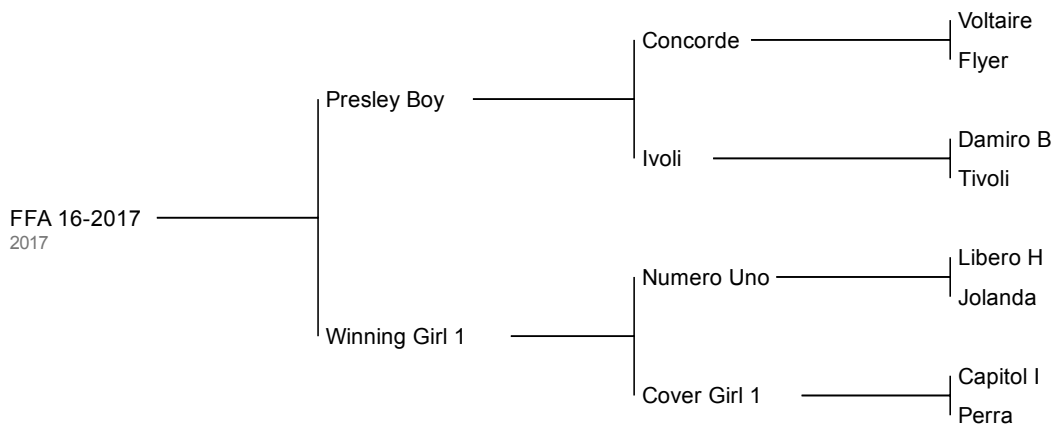 Voltaire
Concorde
Flyer
Presley Boy
Damiro B
Ivoli
Tivoli
FFA 16-2017
2017
Libero H
Numero Uno
Jolanda
Winning Girl 1
Capitol I
Cover Girl 1
Perra